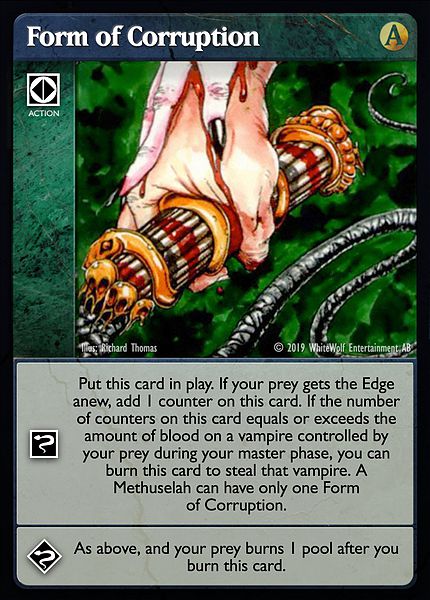 Form of Corruption
A
ACTION
Illus: Richard Thomas
© 2019 WhiteWolf Entertainment AB
Put this card in play. If your prey gets the Edge
anew, add 1 counter on this card. If the number
of counters on this card equals or exceeds the
amount of blood on a vampire controlled by
your prey during your master phase, you can
burn this card to steal that vampire. A
Methuselah can have only one Form
of Corruption.
As above, and your prey burns 1 pool after you
burn this card.